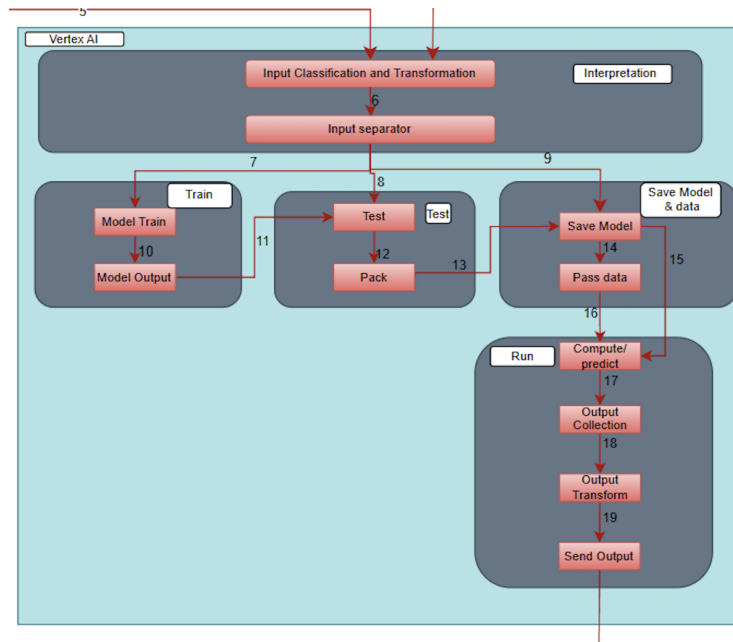 5
Vertex AI
Input Classification and Transformation
Interpretation
6
Input separator
7
8
9
Train
Test
Save Model
& data
Model Train
Test
Save Model
10
11
12
13
14
15
Model Output
Pack
Pass data
16
Run
Compute/
predict
17
Output
Collection
18
Output
Transform
19
Send Output